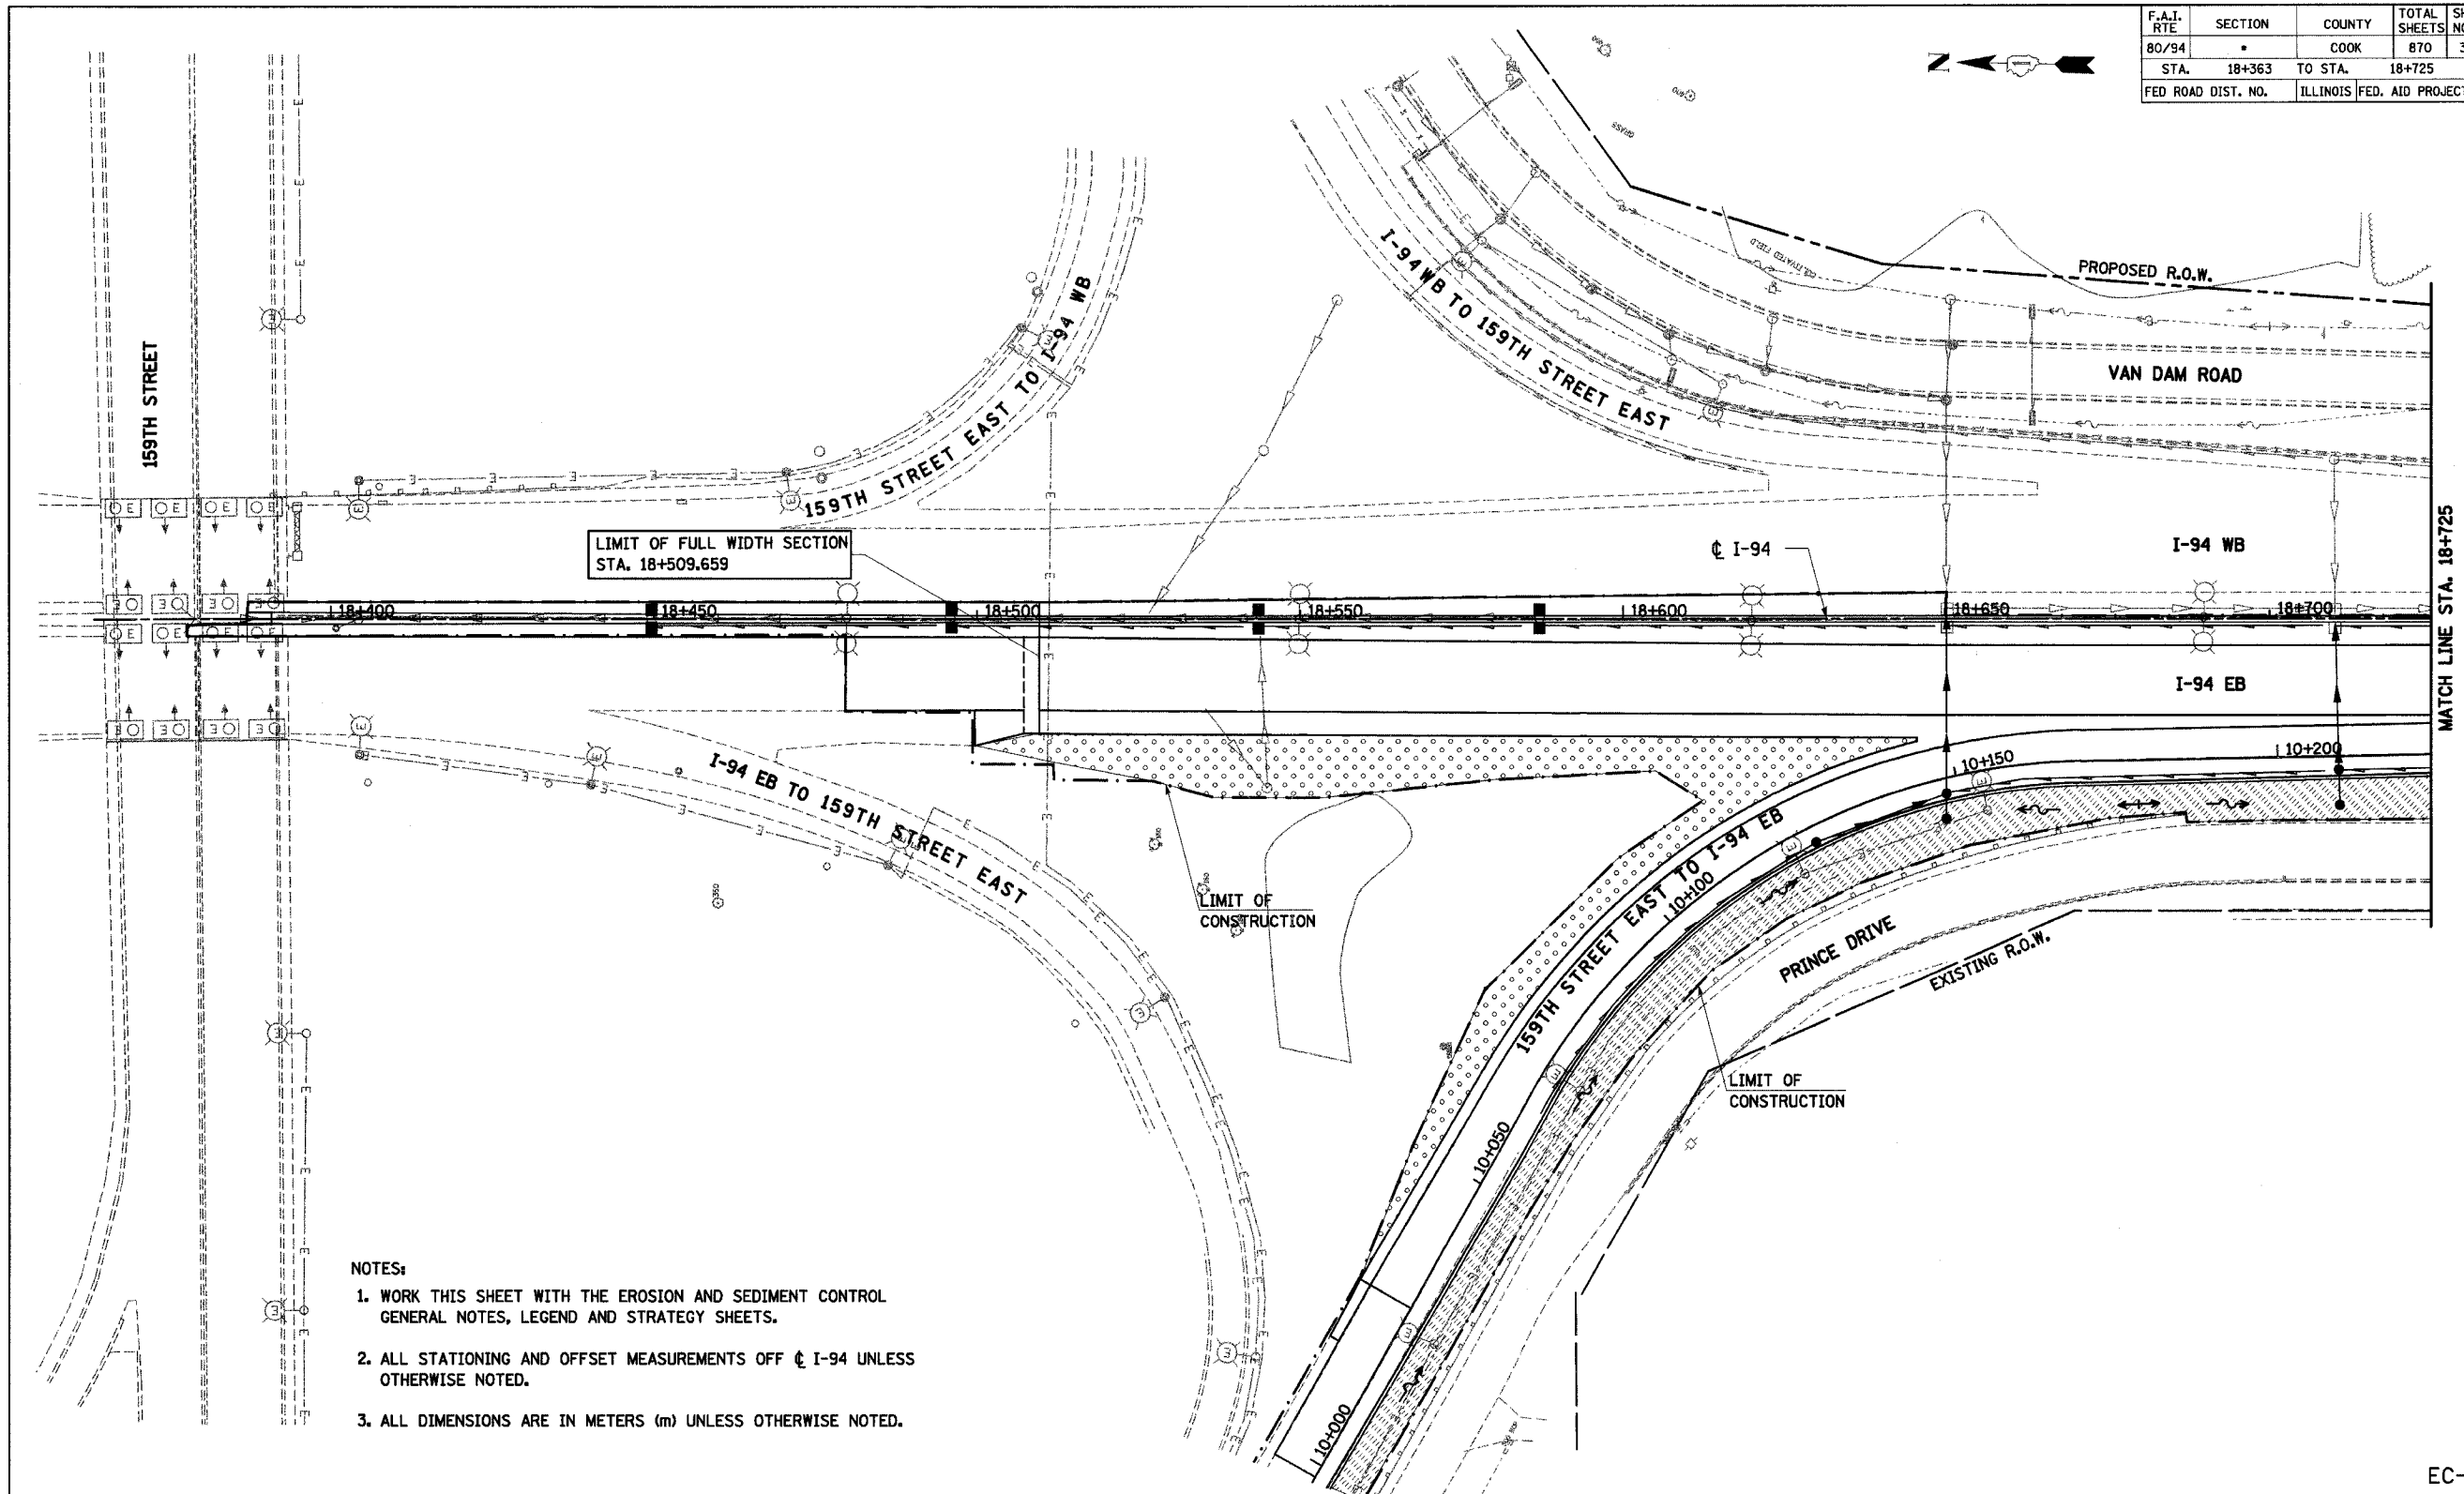 F.A.I. RTE SECTION COUNTY TOTAL SHEETS
80/94 • COOK 870
STA. 18+363 TO STA. 18+725
FED ROAD DIST. NO. ILLINOIS FED. AID PROJECT
N
GRASS
CULTIVATED FIELD
PROPOSED R.O.W.
VAN DAM ROAD
159TH STREET
159TH STREET EAST TO I-94 WB
I-94 WB TO 159TH STREET EAST
LIMIT OF FULL WIDTH SECTION
STA. 18+509.659
℄ I-94
I-94 WB
18+400
18+450
18+500
18+550
18+600
18+650
18+700
I-94 EB
MATCH LINE STA. 18+725
I-94 EB TO 159TH STREET EAST
159TH STREET EAST TO I-94 EB
10+200
10+150
10+100
10+050
10+000
LIMIT OF
CONSTRUCTION
PRINCE DRIVE
EXISTING R.O.W.
LIMIT OF
CONSTRUCTION
NOTES:
1. WORK THIS SHEET WITH THE EROSION AND SEDIMENT CONTROL
GENERAL NOTES, LEGEND AND STRATEGY SHEETS.
2. ALL STATIONING AND OFFSET MEASUREMENTS OFF ℄ I-94 UNLESS
OTHERWISE NOTED.
3. ALL DIMENSIONS ARE IN METERS (m) UNLESS OTHERWISE NOTED.
EC-